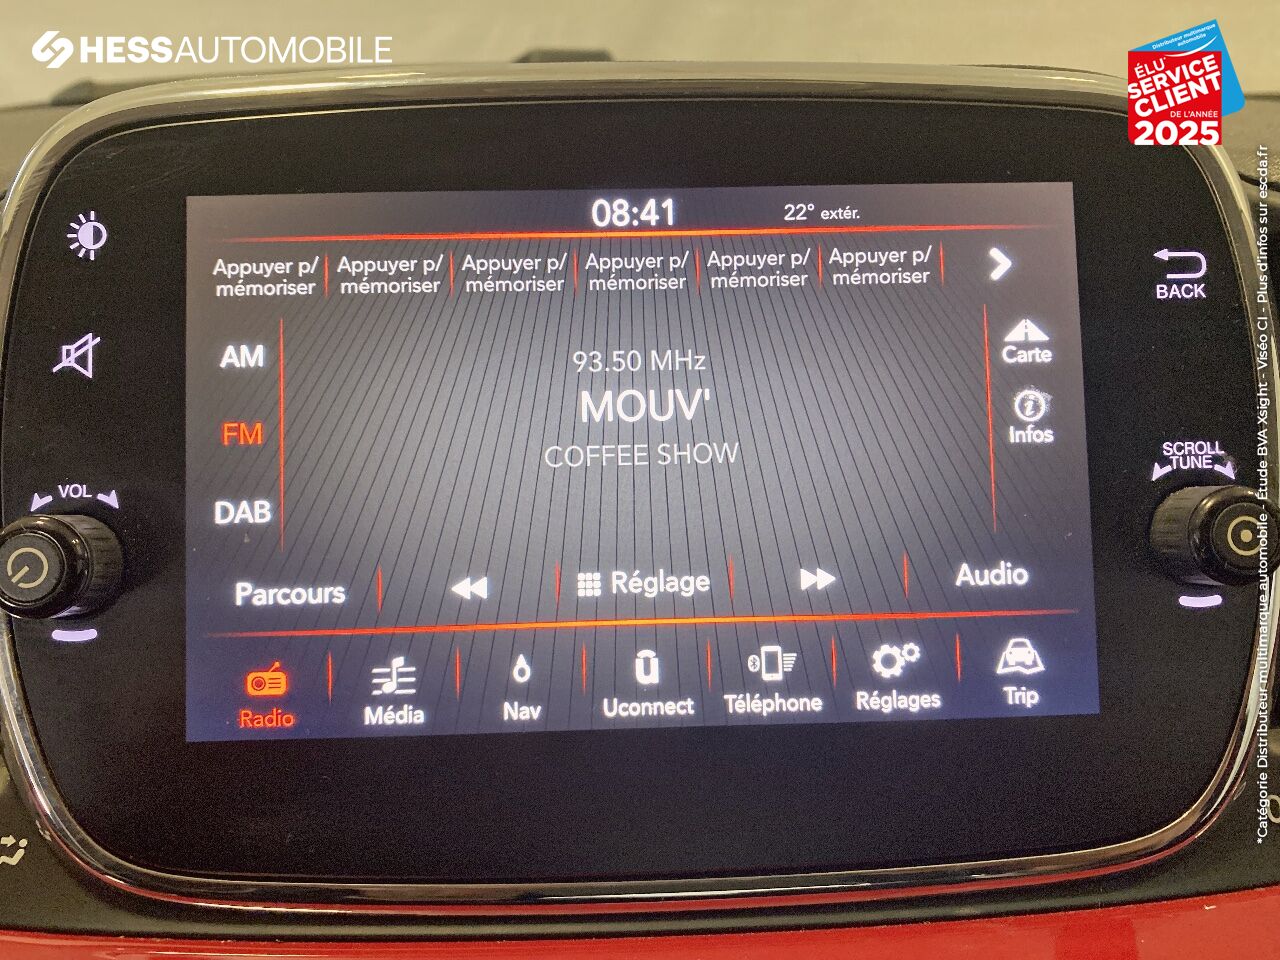 HESSAUTOMOBILE
Distributeur multimarque
automobile
ÉLU
SERVICE
CLIENT
DE L'ANNÉE
2025
08:41 22° extér.
Appuyer p/ Appuyer p/ Appuyer p/ Appuyer p/ Appuyer p/ Appuyer p/
mémoriser mémoriser mémoriser mémoriser mémoriser mémoriser
BACK
AM
FM
DAB
93.50 MHz
MOUV'
COFFEE SHOW
Carte
Infos
VOL
SCROLL
TUNE
Parcours Réglage Audio
Radio Média Nav Uconnect Téléphone Réglages Trip
*Catégorie Distributeur multimarque automobile - Étude BVA Xsight - Viséo CI - Plus d'infos sur escda.fr